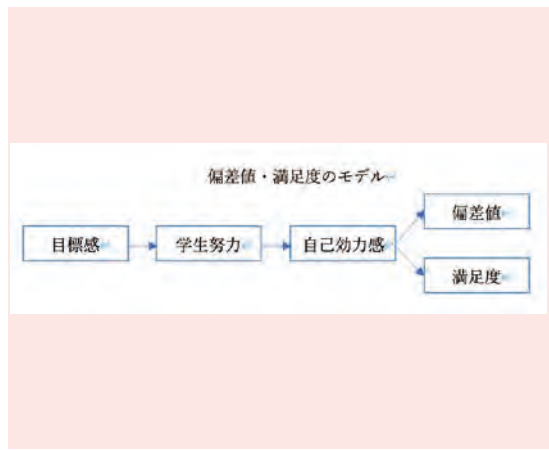 偏差値・満足度のモデル↵
偏差値↵
目標感↵
学生努力↵
自己効力感↵
満足度↵